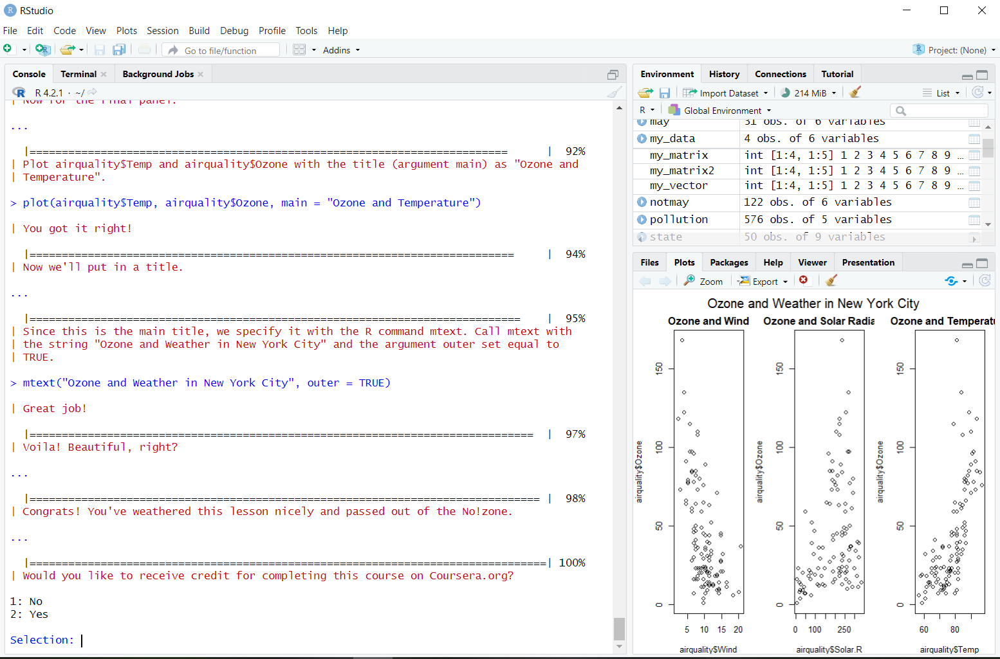 RStudio
File Edit Code View Plots Session Build Debug Profile Tools Help
Go to file/function Addins Project: (None)
Console Terminal Background Jobs
R 4.2.1 · ~/
| Now for the final panel.
...
|===============================================================================      | 92%
| Plot airquality$Temp and airquality$Ozone with the title (argument main) as "Ozone and
| Temperature".
> plot(airquality$Temp, airquality$Ozone, main = "Ozone and Temperature")
| You got it right!
|================================================================================     | 94%
| Now we'll put in a title.
...
|=================================================================================    | 95%
| Since this is the main title, we specify it with the R command mtext. Call mtext with
| the string "Ozone and Weather in New York City" and the argument outer set equal to
| TRUE.
> mtext("Ozone and Weather in New York City", outer = TRUE)
| Great job!
|===================================================================================  | 97%
| Voila! Beautiful, right?
...
|==================================================================================== | 98%
| Congrats! You've weathered this lesson nicely and passed out of the No!zone.
...
|=====================================================================================| 100%
| Would you like to receive credit for completing this course on Coursera.org?
1: No
2: Yes
Selection:
Environment History Connections Tutorial
Import Dataset 214 MiB List
R Global Environment
may 31 obs. of 6 variables
my_data 4 obs. of 6 variables
my_matrix int [1:4, 1:5] 1 2 3 4 5 6 7 8 9 ...
my_matrix2 int [1:4, 1:5] 1 2 3 4 5 6 7 8 9 ...
my_vector int [1:4, 1:5] 1 2 3 4 5 6 7 8 9 ...
notmay 122 obs. of 6 variables
pollution 576 obs. of 5 variables
state 50 obs. of 9 variables
Files Plots Packages Help Viewer Presentation
Zoom Export
Ozone and Weather in New York City
Ozone and Wind Ozone and Solar Radia Ozone and Temperatu
150 150 150
100 100 100
airquality$Ozone airquality$Ozone airquality$Ozone
50 50 50
0 0 0
5 10 15 20 0 100 250 60 80
airquality$Wind airquality$Solar.R airquality$Temp